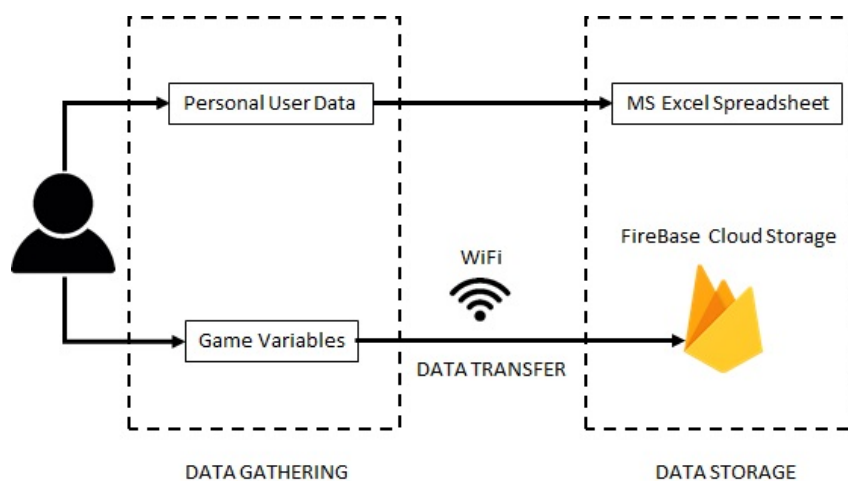 Personal User Data
MS Excel Spreadsheet
FireBase Cloud Storage
WiFi
Game Variables
DATA TRANSFER
DATA GATHERING
DATA STORAGE